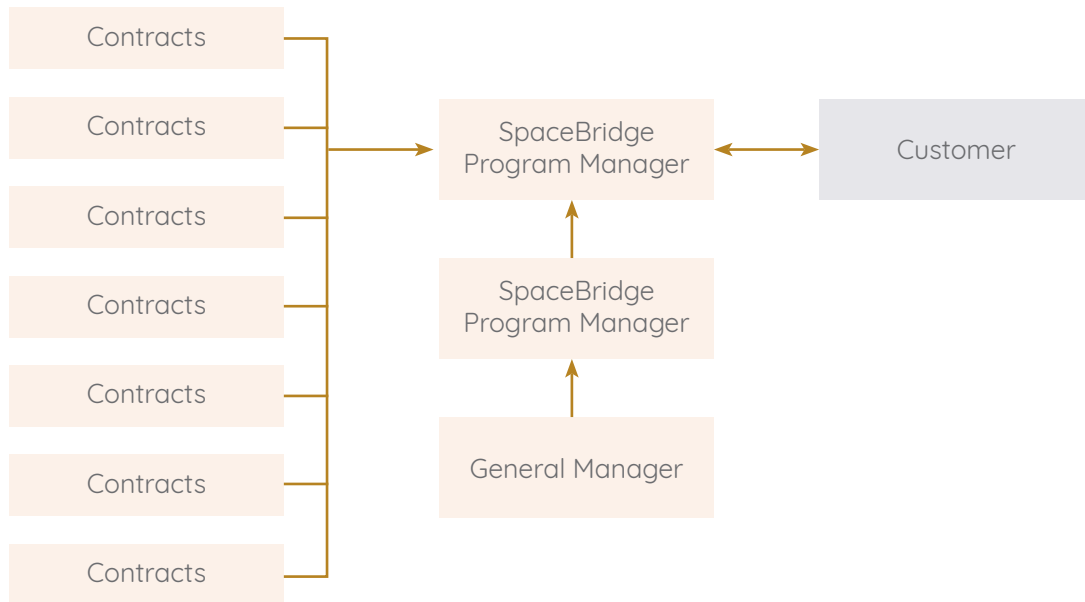 Contracts
Contracts
Contracts
Contracts
Contracts
Contracts
Contracts
SpaceBridge
Program Manager
SpaceBridge
Program Manager
General Manager
Customer